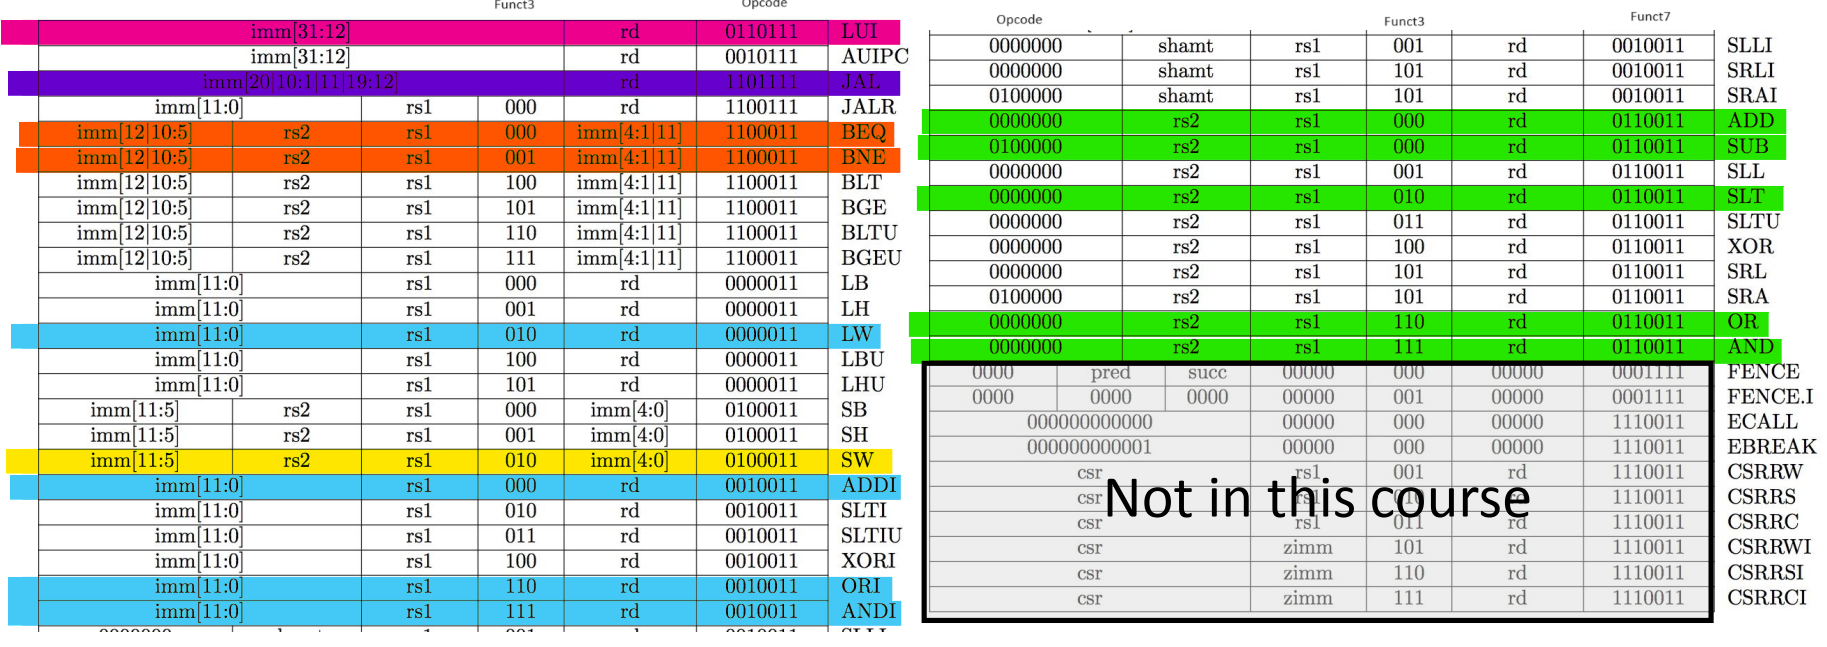 Funct3 Opcode
imm[31:12] rd 0110111 LUI
imm[31:12] rd 0010111 AUIPC
imm[20|10:1|11|19:12] rd 1101111 JAL
imm[11:0] rs1 000 rd 1100111 JALR
imm[12|10:5] rs2 rs1 000 imm[4:1|11] 1100011 BEQ
imm[12|10:5] rs2 rs1 001 imm[4:1|11] 1100011 BNE
imm[12|10:5] rs2 rs1 100 imm[4:1|11] 1100011 BLT
imm[12|10:5] rs2 rs1 101 imm[4:1|11] 1100011 BGE
imm[12|10:5] rs2 rs1 110 imm[4:1|11] 1100011 BLTU
imm[12|10:5] rs2 rs1 111 imm[4:1|11] 1100011 BGEU
imm[11:0] rs1 000 rd 0000011 LB
imm[11:0] rs1 001 rd 0000011 LH
imm[11:0] rs1 010 rd 0000011 LW
imm[11:0] rs1 100 rd 0000011 LBU
imm[11:0] rs1 101 rd 0000011 LHU
imm[11:5] rs2 rs1 000 imm[4:0] 0100011 SB
imm[11:5] rs2 rs1 001 imm[4:0] 0100011 SH
imm[11:5] rs2 rs1 010 imm[4:0] 0100011 SW
imm[11:0] rs1 000 rd 0010011 ADDI
imm[11:0] rs1 010 rd 0010011 SLTI
imm[11:0] rs1 011 rd 0010011 SLTIU
imm[11:0] rs1 100 rd 0010011 XORI
imm[11:0] rs1 110 rd 0010011 ORI
imm[11:0] rs1 111 rd 0010011 ANDI
Opcode Funct3 Funct7
0000000 shamt rs1 001 rd 0010011 SLLI
0000000 shamt rs1 101 rd 0010011 SRLI
0100000 shamt rs1 101 rd 0010011 SRAI
0000000 rs2 rs1 000 rd 0110011 ADD
0100000 rs2 rs1 000 rd 0110011 SUB
0000000 rs2 rs1 001 rd 0110011 SLL
0000000 rs2 rs1 010 rd 0110011 SLT
0000000 rs2 rs1 011 rd 0110011 SLTU
0000000 rs2 rs1 100 rd 0110011 XOR
0000000 rs2 rs1 101 rd 0110011 SRL
0100000 rs2 rs1 101 rd 0110011 SRA
0000000 rs2 rs1 110 rd 0110011 OR
0000000 rs2 rs1 111 rd 0110011 AND
0000 pred succ 00000 000 00000 0001111 FENCE
0000 0000 0000 00000 001 00000 0001111 FENCE.I
000000000000 00000 000 00000 1110011 ECALL
000000000001 00000 000 00000 1110011 EBREAK
csr rs1 001 rd 1110011 CSRRW
Not in this course
csr rs1 010 rd 1110011 CSRRS
csr rs1 011 rd 1110011 CSRRC
csr zimm 101 rd 1110011 CSRRWI
csr zimm 110 rd 1110011 CSRRSI
csr zimm 111 rd 1110011 CSRRCI